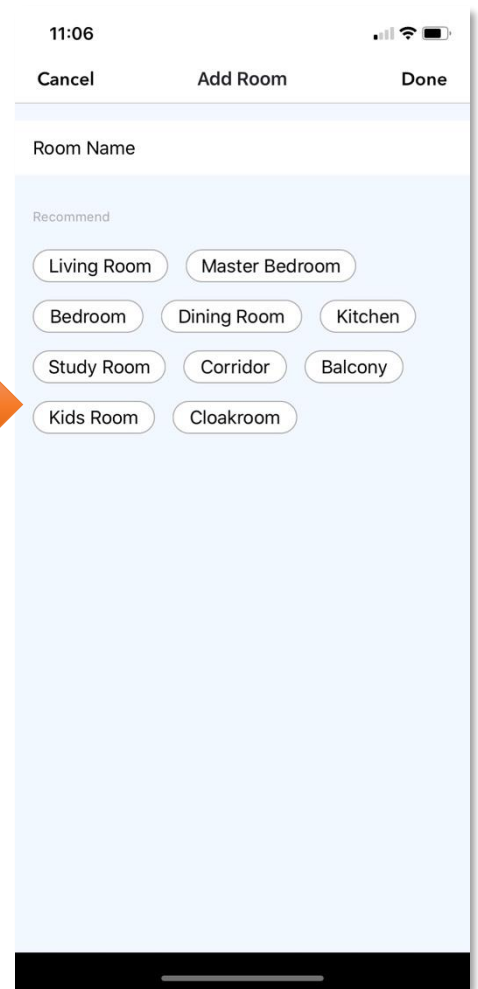 11:06
Cancel Add Room Done
Room Name
Recommend
Living Room Master Bedroom
Bedroom Dining Room Kitchen
Study Room Corridor Balcony
Kids Room Cloakroom